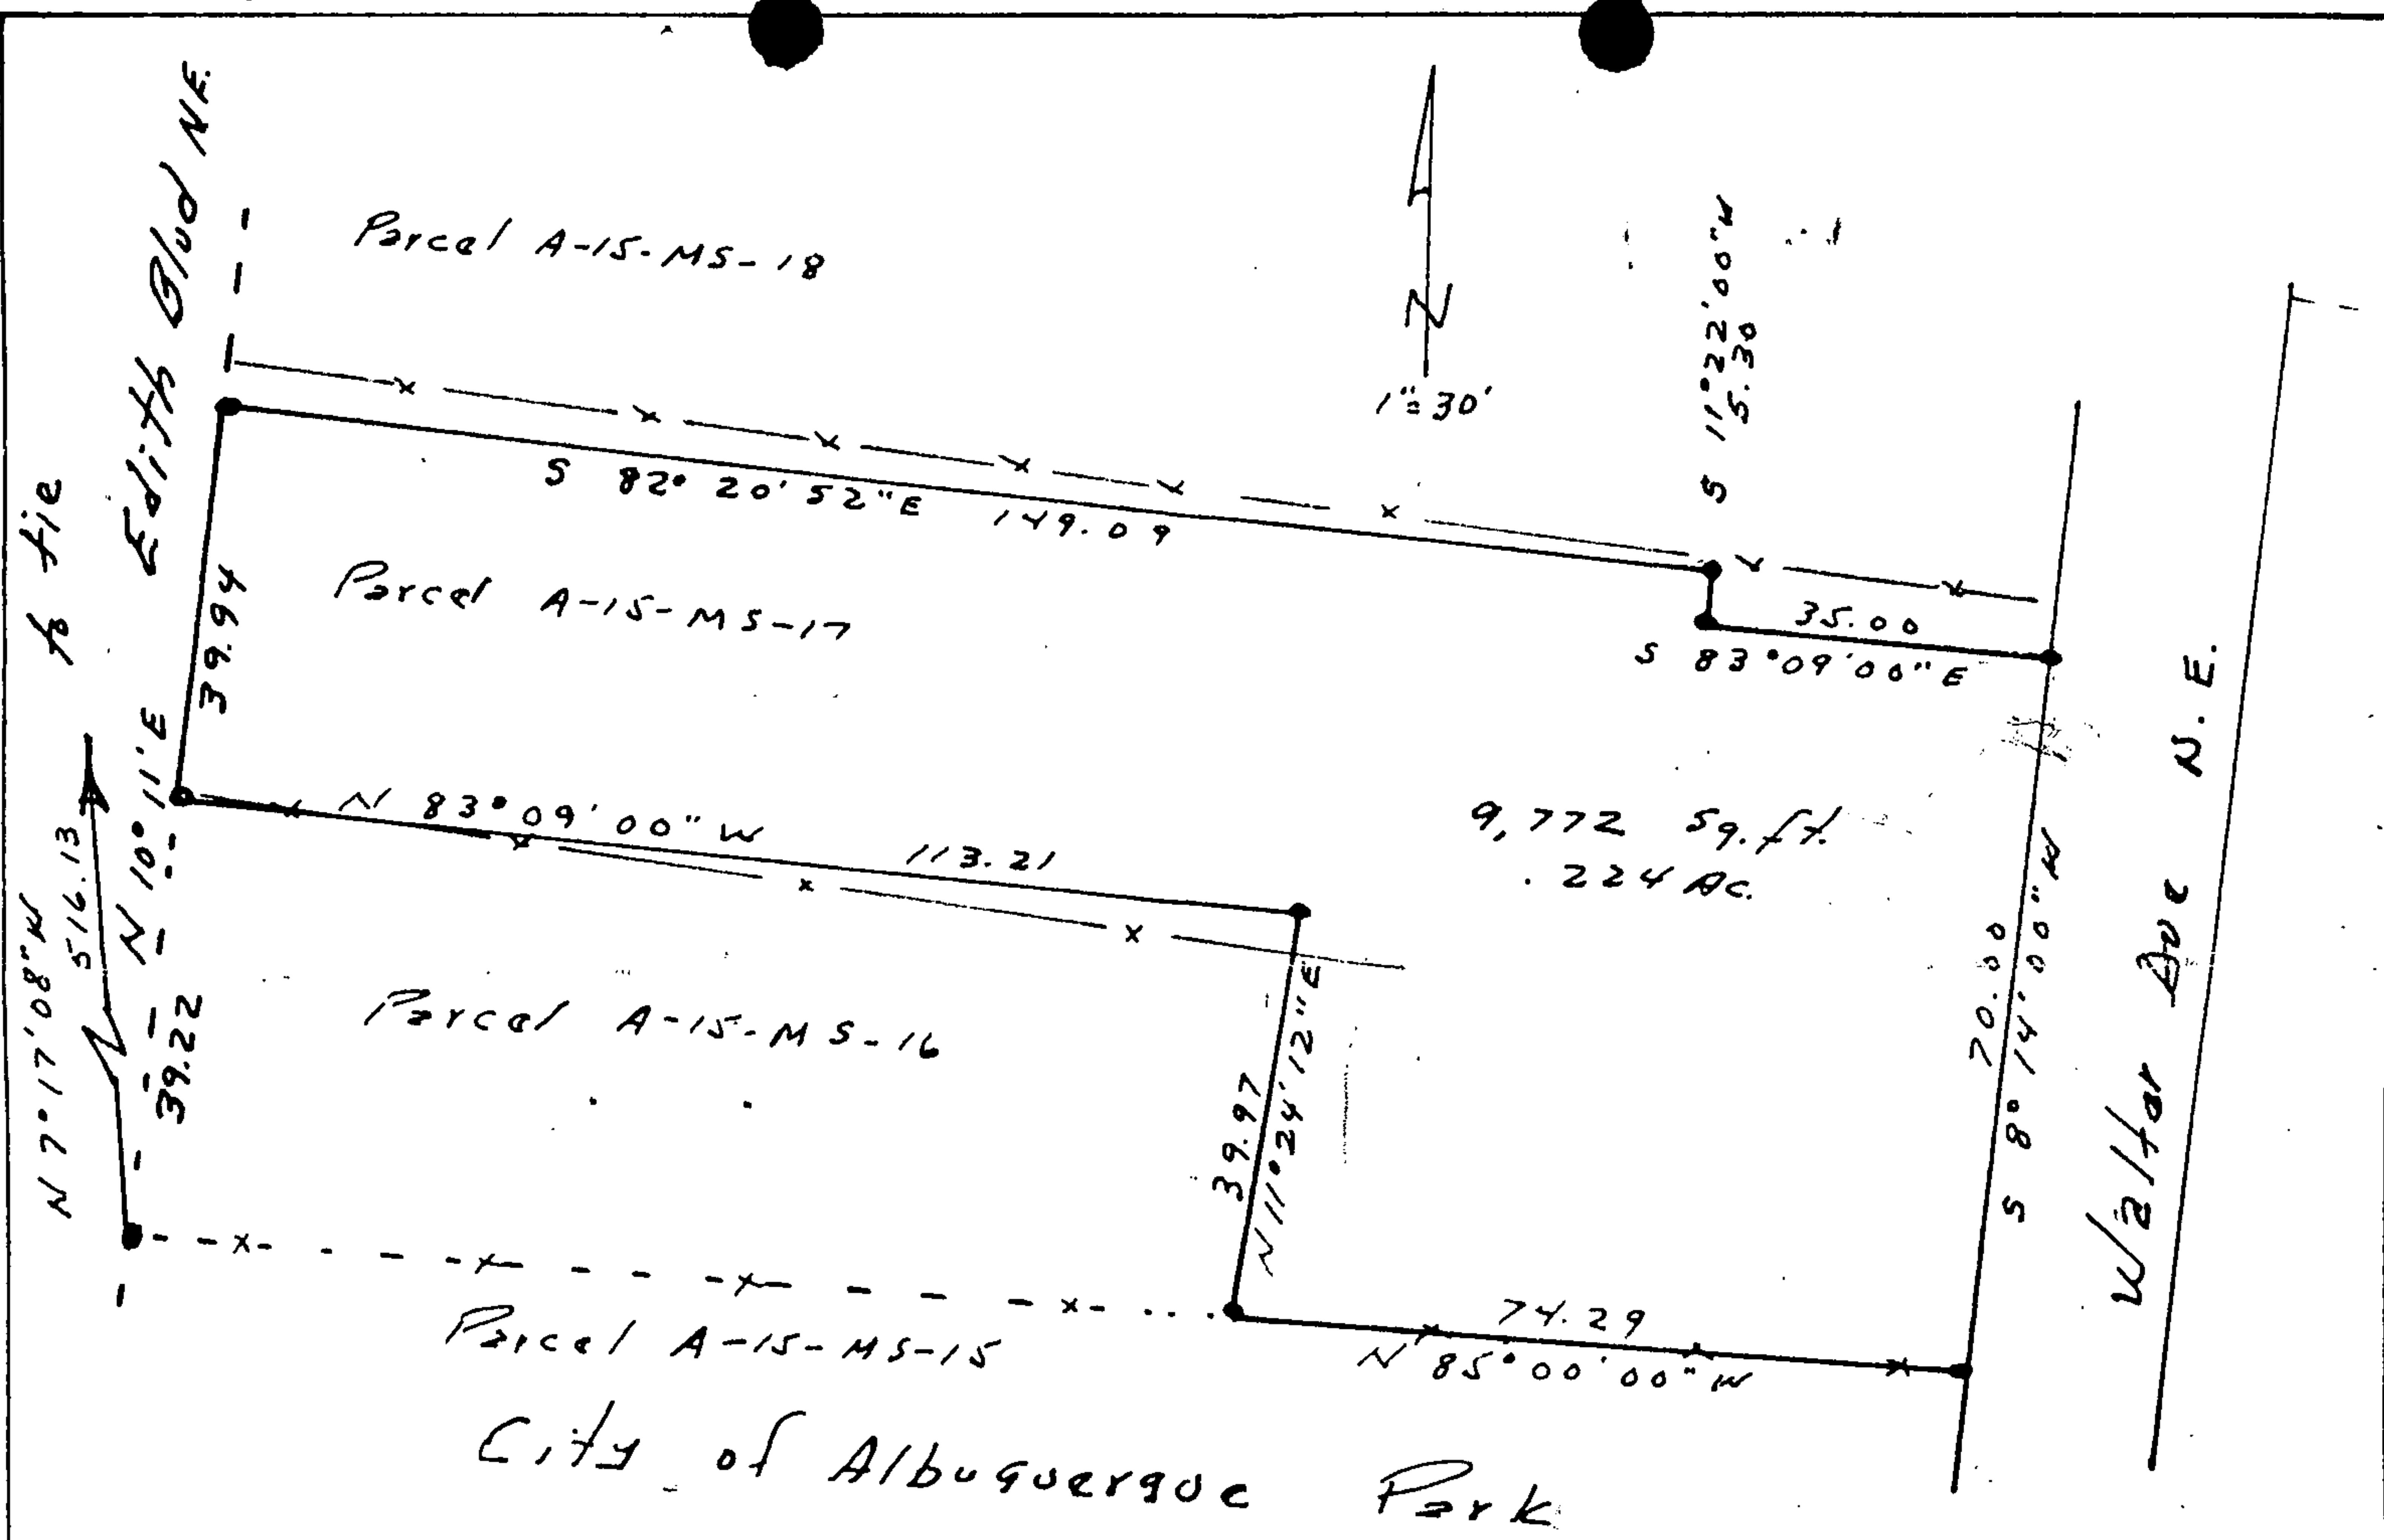 Edith Blvd NE.
Parcel A-15-MS-18
N
1"=30'
S 11°22'00"W
15.30
S 82° 20' 52"E 149.09
35.00
S 83°09'00"E
to tie
39.94
Parcel A-15-MS-17
N 10° 11' E
N 83°09'00"W
113.21
9,772 Sq.ft.
.224 Ac.
N 7°17'08"W
516.13
39.22
Parcel A-15-MS-16
39.97
N 11°24'12"E
70.00
S 8°14'00"W
Walter Ave N.E.
74.29
N 85°00'00"W
Parcel A-15-MS-15
City of Albuquerque Park